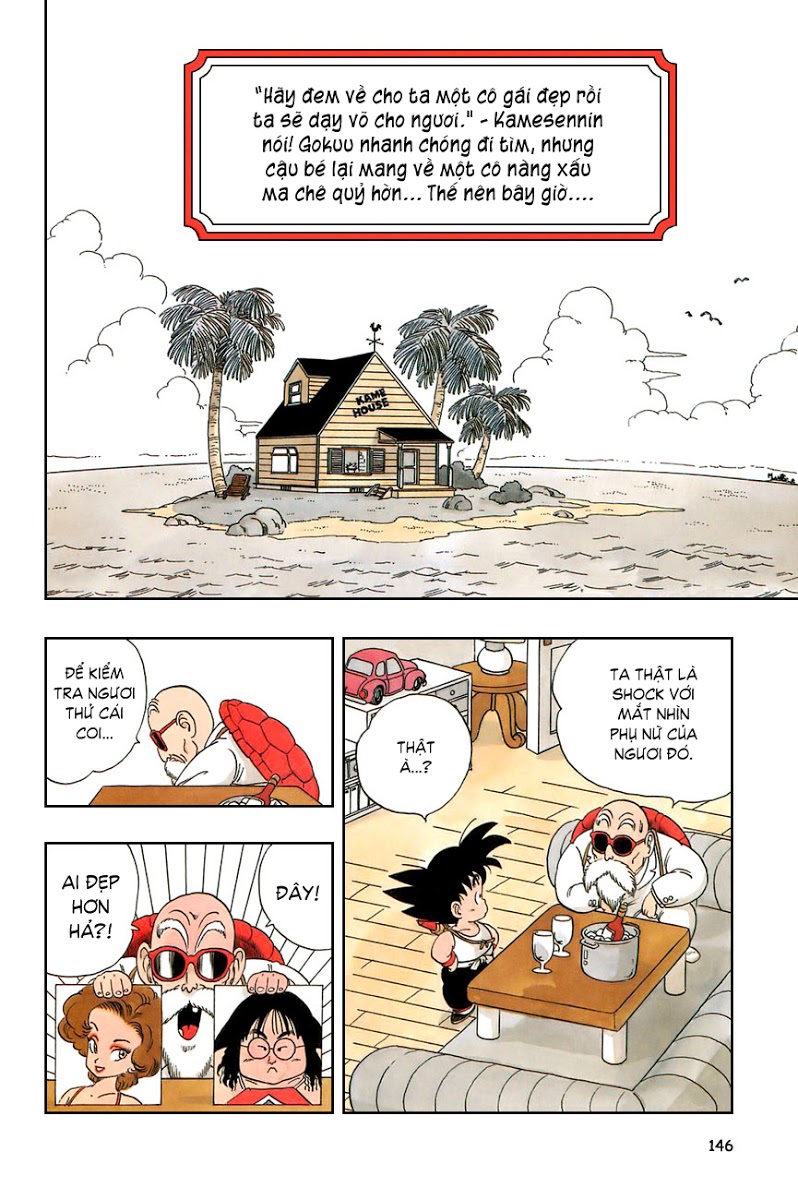 “Hãy đem về cho ta một cô gái đẹp rồi
ta sẽ dạy võ cho ngươi." - Kamesennin
nói! Gokuu nhanh chóng đi tìm, nhưng
cậu bé lại mang về một cô nàng xấu
ma chê quỷ hờn... Thế nên bây giờ....
KAME
HOUSE
TA THẬT LÀ
SHOCK VỚI
MẮT NHÌN
PHỤ NỮ CỦA
NGƯƠI ĐÓ.
THẬT
À...?
ĐỂ KIỂM
TRA NGƯƠI
THỬ CÁI
COI...
ĐÂY!
AI ĐẸP
HƠN
HẢ?!
146